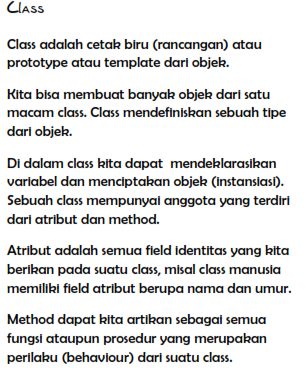 Class
Class adalah cetak biru (rancangan) atau
prototype atau template dari objek.
Kita bisa membuat banyak objek dari satu
macam class. Class mendefiniskan sebuah tipe
dari objek.
Di dalam class kita dapat mendeklarasikan
variabel dan menciptakan objek (instansiasi).
Sebuah class mempunyai anggota yang terdiri
dari atribut dan method.
Atribut adalah semua field identitas yang kita
berikan pada suatu class, misal class manusia
memiliki field atribut berupa nama dan umur.
Method dapat kita artikan sebagai semua
fungsi ataupun prosedur yang merupakan
perilaku (behaviour) dari suatu class.